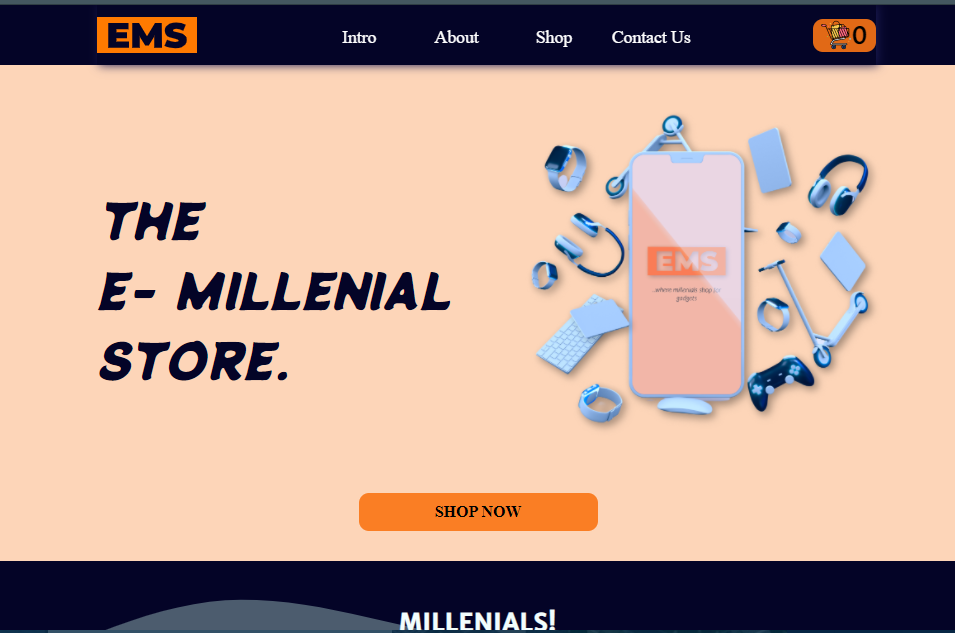 EMS
Intro About Shop Contact Us
0
THE
E- MILLENIAL
STORE.
EMS
...where millenials shop for
gadgets
SHOP NOW
MILLENIALS!